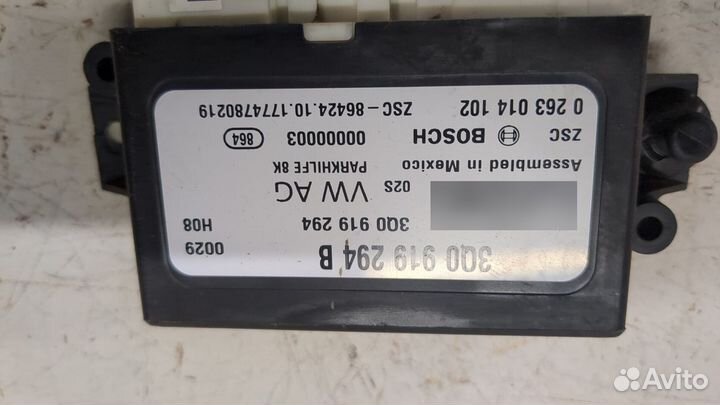 3Q0 919 294 B 0029
3Q0 919 294 H08
02S VW AG
Assembled in Mexico PARKHILFE 8K
ZSC BOSCH 00000003 864
0 263 014 102 ZSC-86424.10.1774780219
Avito